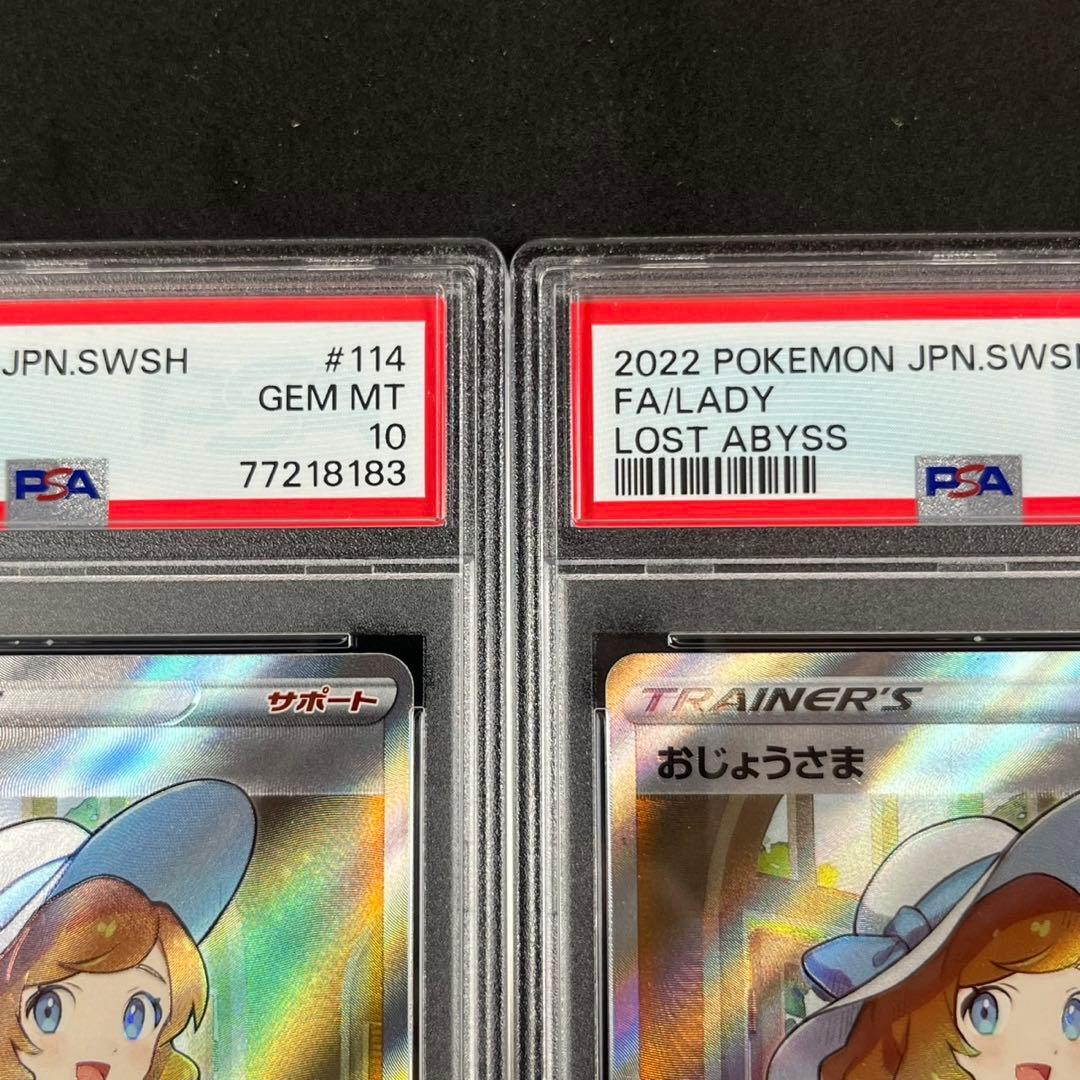 JPN.SWSH #114
GEM MT
10
PSA 77218183
サポート
2022 POKEMON JPN.SWSH
FA/LADY
LOST ABYSS
PSA
TRAINER'S
おじょうさま